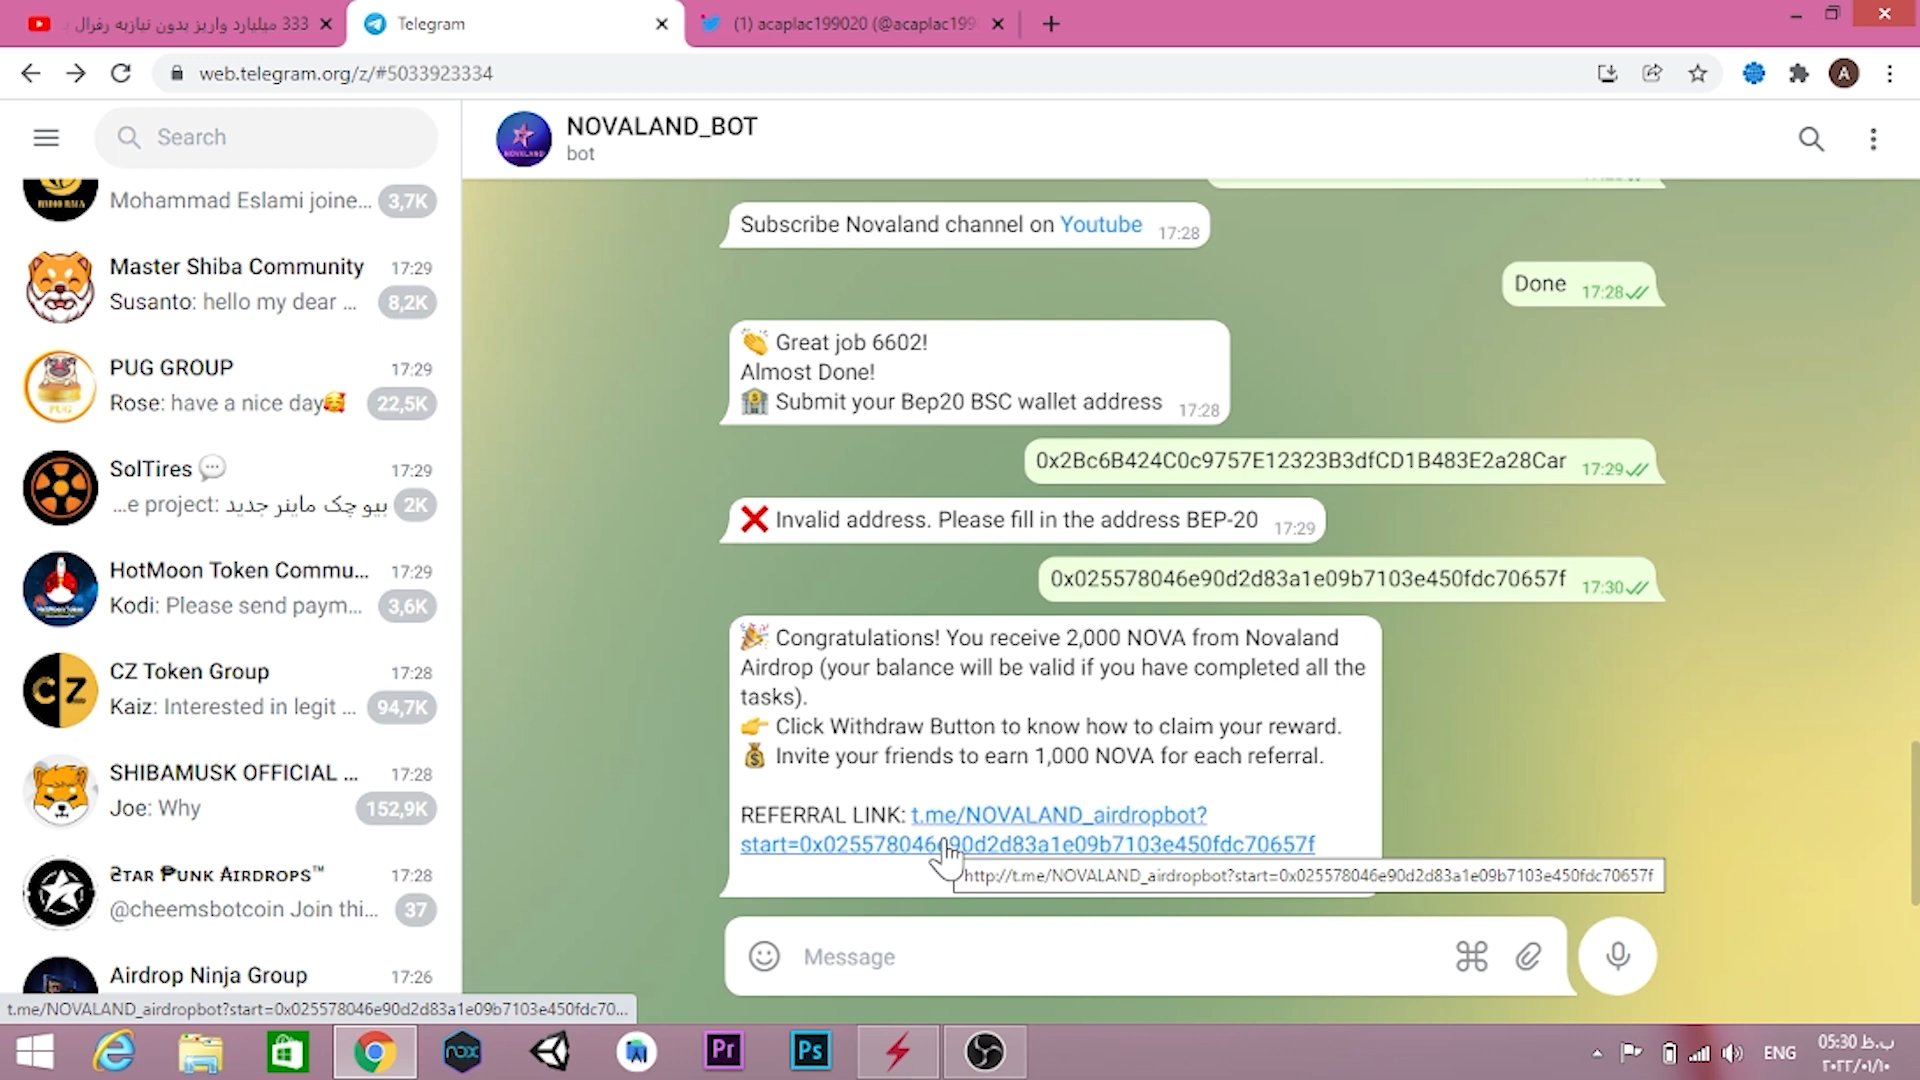 333 میلیارد واریز بدون نیازبه رفرال
Telegram
(1) acaplac199020 (@acaplac199
web.telegram.org/z/#5033923334
A
Search
NOVALAND_BOT
bot
Mohammad Eslami joine... 3,7K
Master Shiba Community 17:29
Susanto: hello my dear ... 8,2K
PUG GROUP 17:29
Rose: have a nice day🥰 22,5K
SolTires 💬 17:29
...e project: بیو چک ماینر جدید 2K
HotMoon Token Commu... 17:29
Kodi: Please send paym... 3,6K
CZ Token Group 17:28
Kaiz: Interested in legit ... 94,7K
SHIBAMUSK OFFICIAL ... 17:28
Joe: Why 152,9K
Ƨᴛᴀʀ ₱ᴜɴᴋ Aɪʀᴅʀᴏᴘs™ 17:28
@cheemsbotcoin Join thi... 37
Airdrop Ninja Group 17:26
Subscribe Novaland channel on Youtube 17:28
Done 17:28
👏 Great job 6602!
Almost Done!
🏦 Submit your Bep20 BSC wallet address 17:28
0x2Bc6B424C0c9757E12323B3dfCD1B483E2a28Car 17:29
❌ Invalid address. Please fill in the address BEP-20 17:29
0x025578046e90d2d83a1e09b7103e450fdc70657f 17:30
🎉 Congratulations! You receive 2,000 NOVA from Novaland
Airdrop (your balance will be valid if you have completed all the
tasks).
👉 Click Withdraw Button to know how to claim your reward.
💰 Invite your friends to earn 1,000 NOVA for each referral.
REFERRAL LINK: t.me/NOVALAND_airdropbot?
start=0x025578046e90d2d83a1e09b7103e450fdc70657f
http://t.me/NOVALAND_airdropbot?start=0x025578046e90d2d83a1e09b7103e450fdc70657f
Message
t.me/NOVALAND_airdropbot?start=0x025578046e90d2d83a1e09b7103e450fdc70...
nox
Pr
Ps
ENG
05:30 ب.ظ
۲۰۲۲/۰۱/۱۰